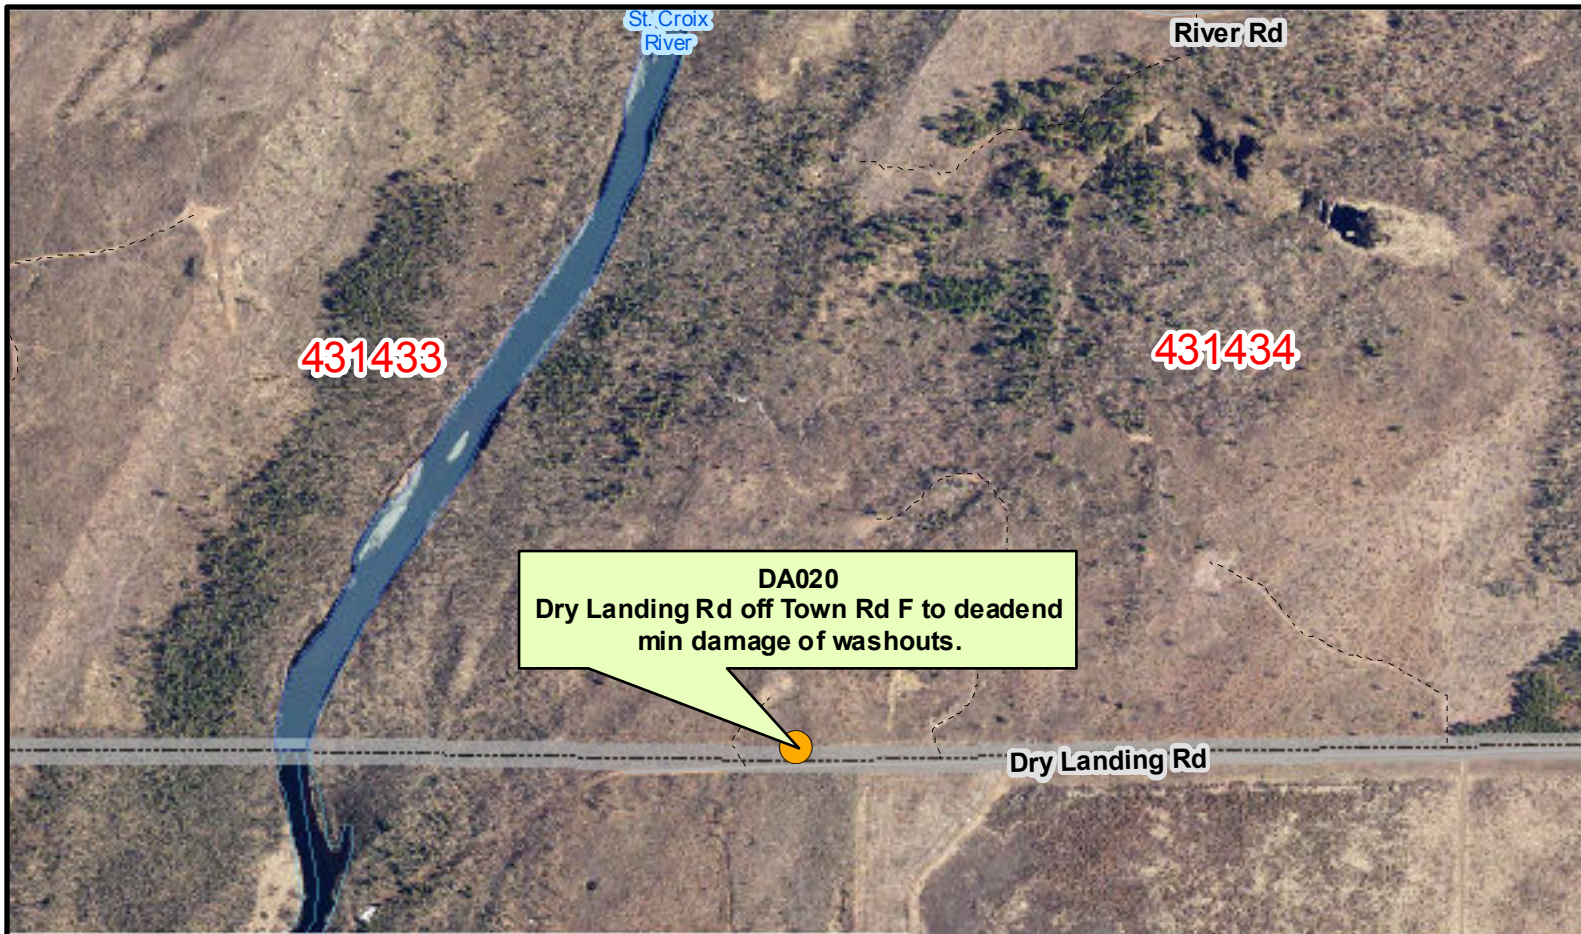 St. Croix
River
River Rd
431433
431434
DA020
Dry Landing Rd off Town Rd F to deadend
min damage of washouts.
Dry Landing Rd